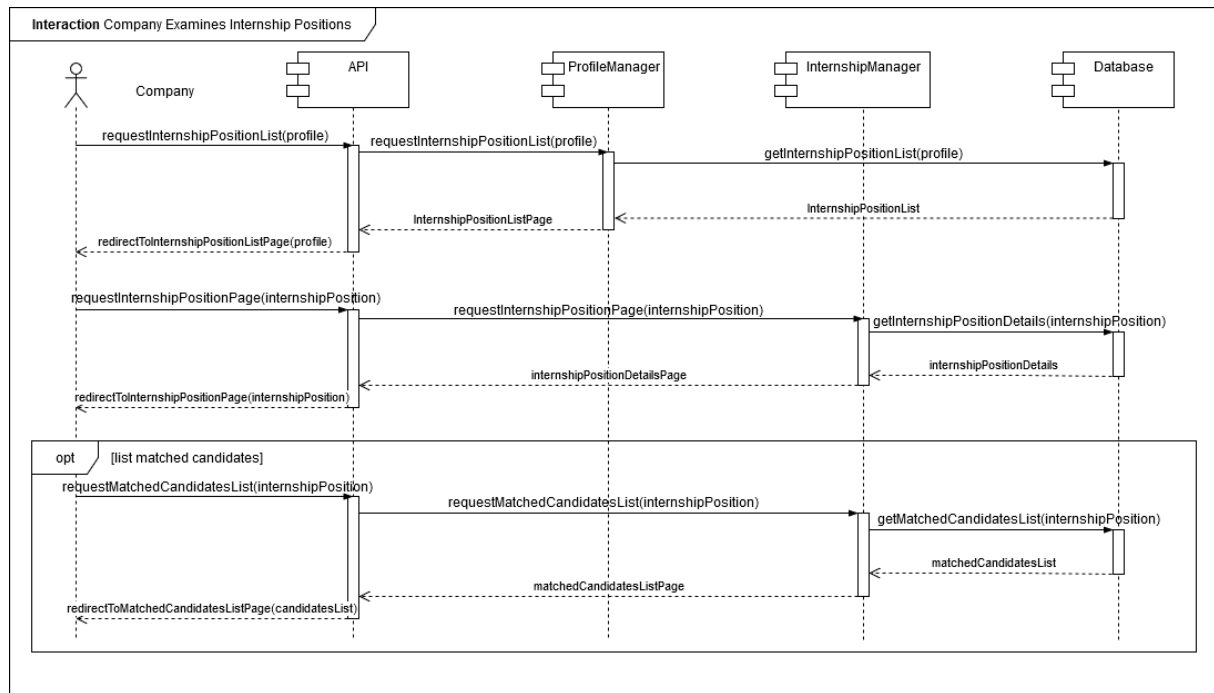 Interaction Company Examines Internship Positions
Company
API
ProfileManager
InternshipManager
Database
requestInternshipPositionList(profile)
requestInternshipPositionList(profile)
getInternshipPositionList(profile)
InternshipPositionList
InternshipPositionListPage
redirectToInternshipPositionListPage(profile)
requestInternshipPositionPage(internshipPosition)
requestInternshipPositionPage(internshipPosition)
getInternshipPositionDetails(internshipPosition)
internshipPositionDetails
internshipPositionDetailsPage
redirectToInternshipPositionPage(internshipPosition)
opt
[list matched candidates]
requestMatchedCandidatesList(internshipPosition)
requestMatchedCandidatesList(internshipPosition)
getMatchedCandidatesList(internshipPosition)
matchedCandidatesList
matchedCandidatesListPage
redirectToMatchedCandidatesListPage(candidatesList)